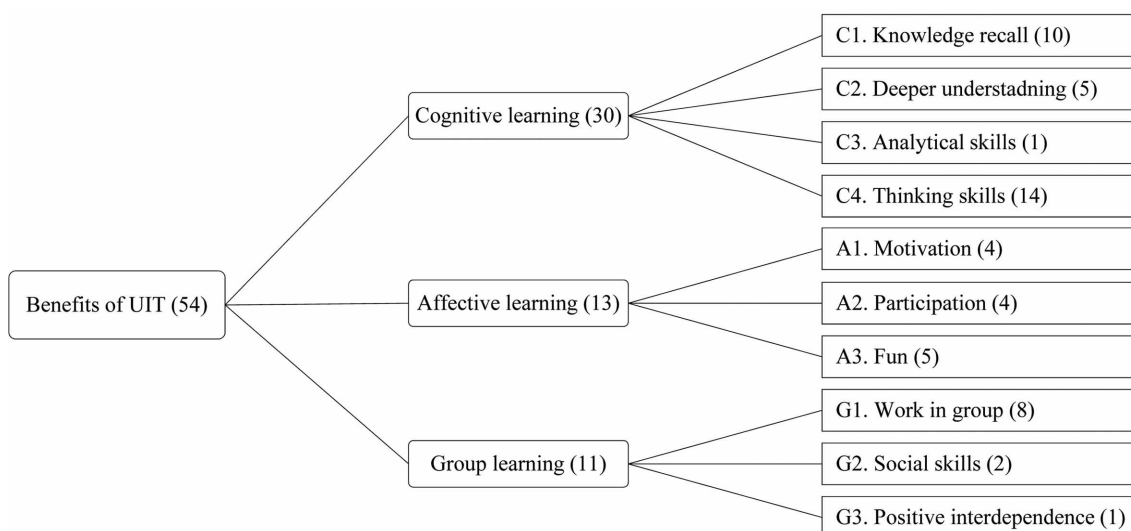 C1. Knowledge recall (10)
C2. Deeper understadning (5)
Cognitive learning (30)
C3. Analytical skills (1)
C4. Thinking skills (14)
A1. Motivation (4)
Benefits of UIT (54)
Affective learning (13)
A2. Participation (4)
A3. Fun (5)
G1. Work in group (8)
Group learning (11)
G2. Social skills (2)
G3. Positive interdependence (1)